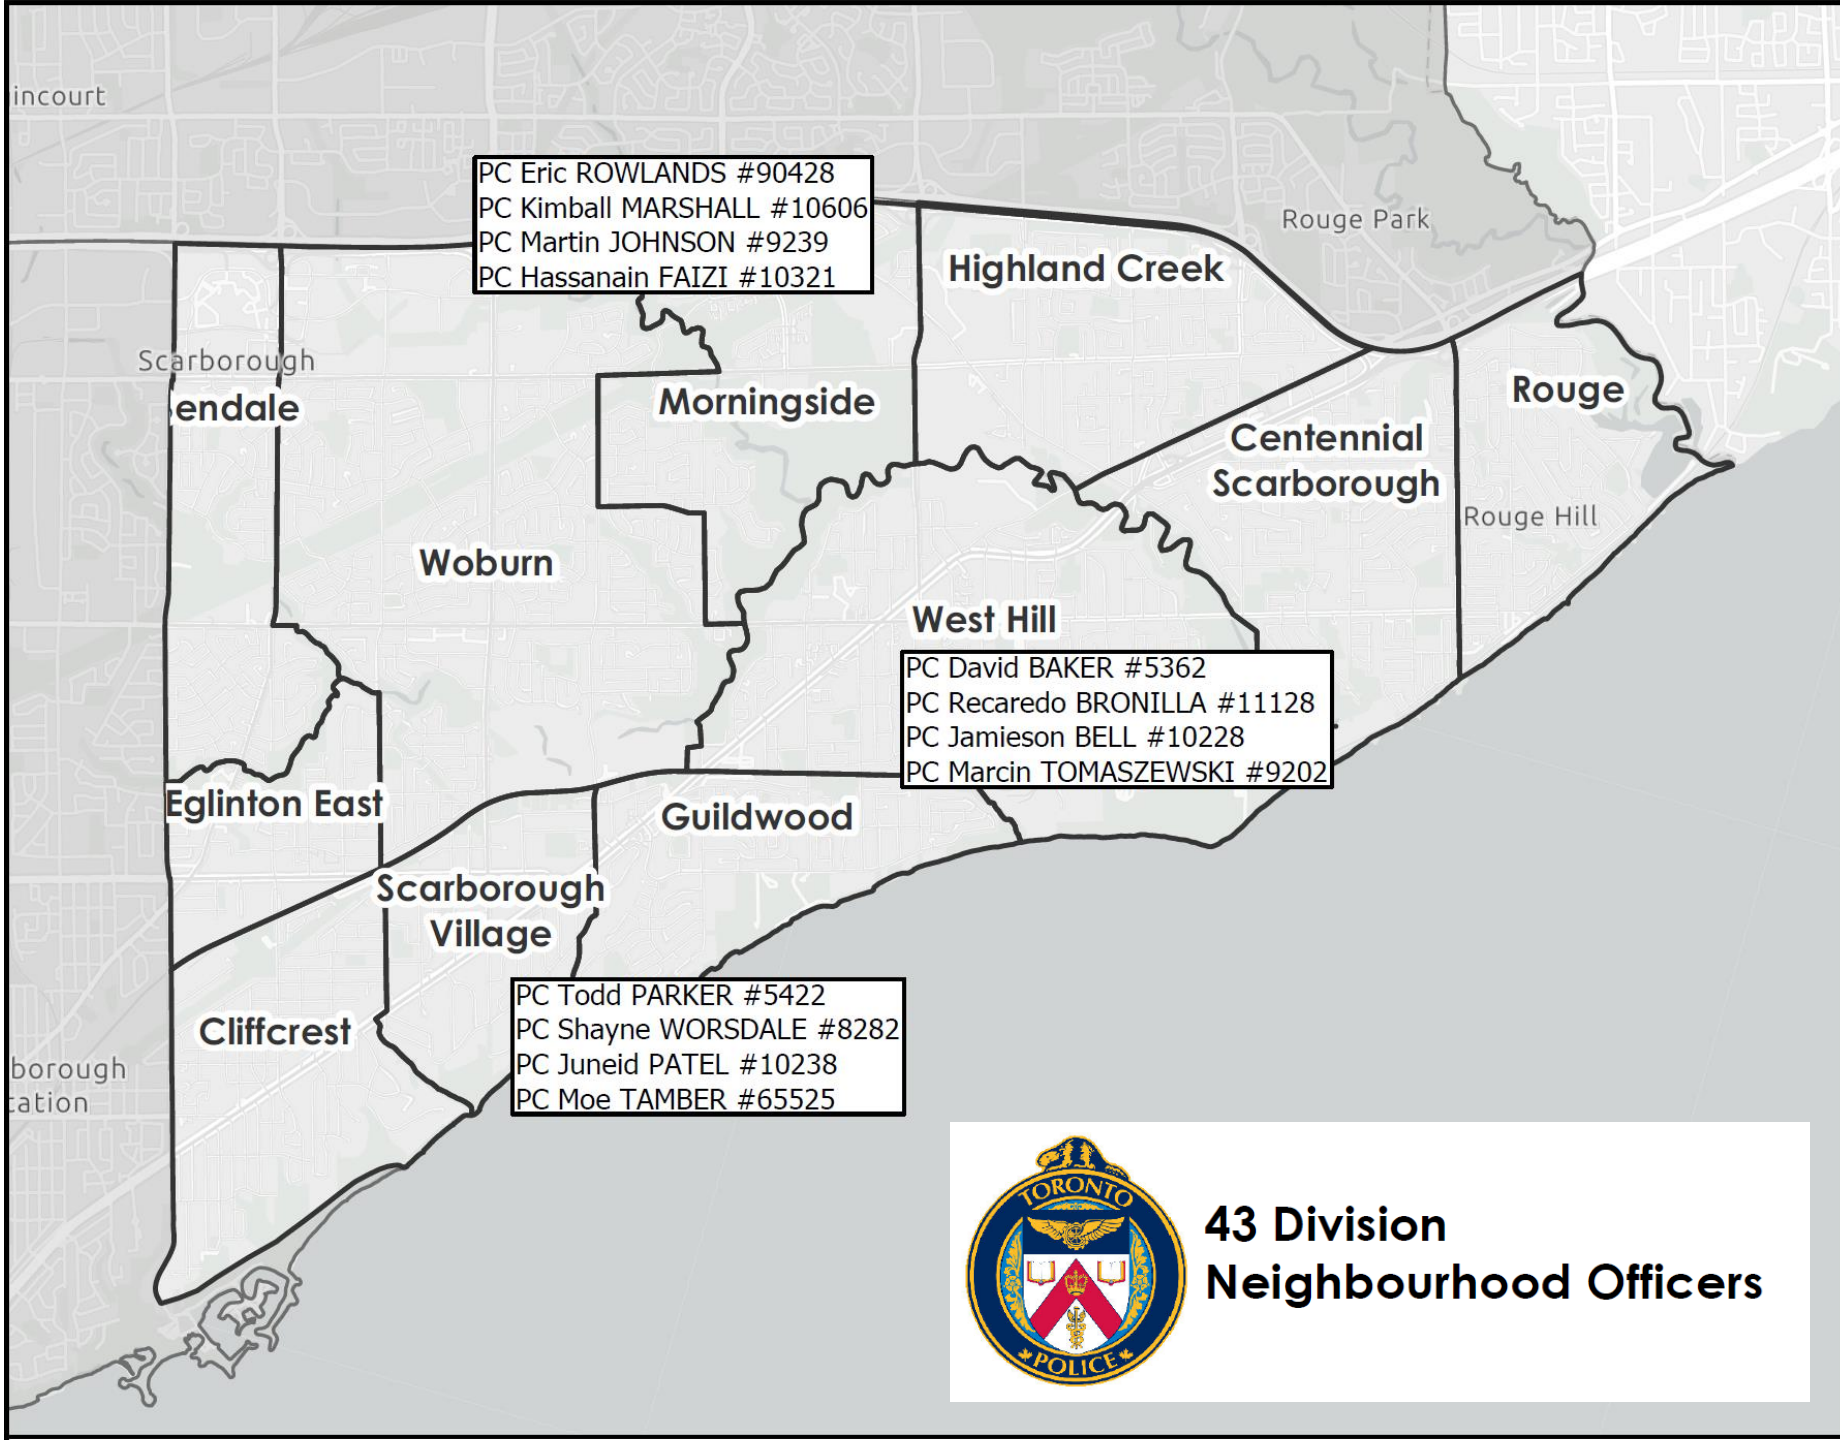 incourt
PC Eric ROWLANDS #90428
PC Kimball MARSHALL #10606
PC Martin JOHNSON #9239
PC Hassanain FAIZI #10321
Rouge Park
Highland Creek
Scarborough
endale
Morningside
Rouge
Centennial
Scarborough
Rouge Hill
Woburn
West Hill
PC David BAKER #5362
PC Recaredo BRONILLA #11128
PC Jamieson BELL #10228
PC Marcin TOMASZEWSKI #9202
Eglinton East
Guildwood
Scarborough
Village
PC Todd PARKER #5422
PC Shayne WORSDALE #8282
PC Juneid PATEL #10238
PC Moe TAMBER #65525
Cliffcrest
borough
cation
TORONTO
POLICE
43 Division
Neighbourhood Officers